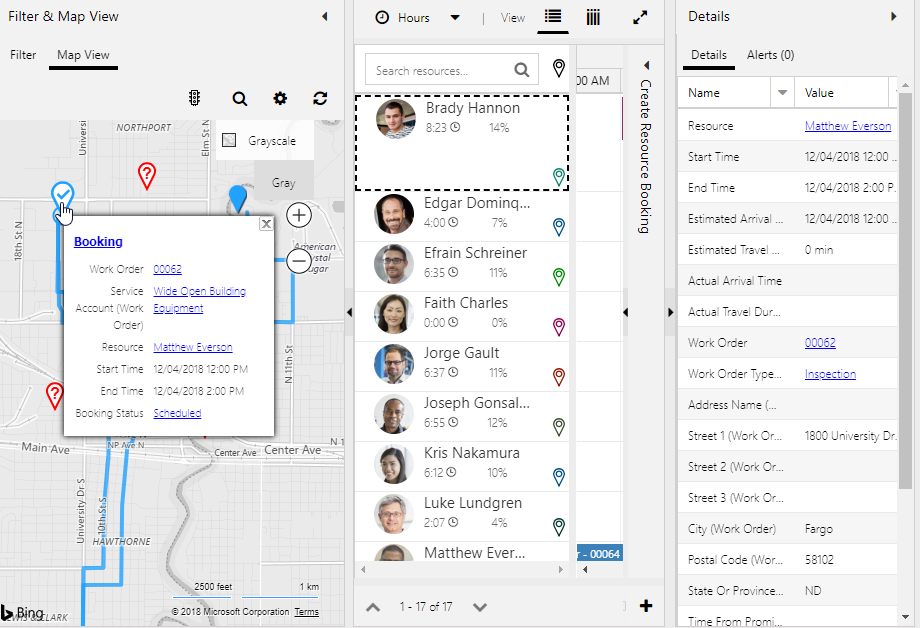 Filter & Map View
Filter
Map View
NORTHPORT
Universi
Elm St N
Grayscale
Gray
18th St N
American
rystal
ugar
Booking
Work Order 00062
Service Account (Work Order) Wide Open Building Equipment
Resource Matthew Everson
Start Time 12/04/2018 12:00 PM
End Time 12/04/2018 2:00 PM
Booking Status Scheduled
N 11th St
Main Ave
NP Ave N
Center Ave
Center Ave
N 1
University Dr S
10th St S
HAWTHORNE
2500 feet
1 km
Bing
© 2018 Microsoft Corporation Terms
LEWIS & CLARK
Hours
View
Search resources...
00 AM
Brady Hannon
8:23 14%
Edgar Doming...
4:00 7%
Efrain Schreiner
6:35 11%
Faith Charles
0:00 0%
Jorge Gault
6:37 11%
Joseph Gonsal...
6:55 12%
Kris Nakamura
6:12 10%
Luke Lundgren
2:07 4%
Matthew Ever...
r - 00064
1 - 17 of 17
Create Resource Booking
Details
Details
Alerts (0)
Name Value
Resource Matthew Everson
Start Time 12/04/2018 12:00 ...
End Time 12/04/2018 2:00 P.
Estimated Arrival ... 12/04/2018 12:00 ...
Estimated Travel ... 0 min
Actual Arrival Time
Actual Travel Dur...
Work Order 00062
Work Order Type... Inspection
Address Name (...
Street 1 (Work Or... 1800 University Dr.
Street 2 (Work Or...
Street 3 (Work Or...
City (Work Order) Fargo
Postal Code (Wor... 58102
State Or Province... ND
Time From Promi...